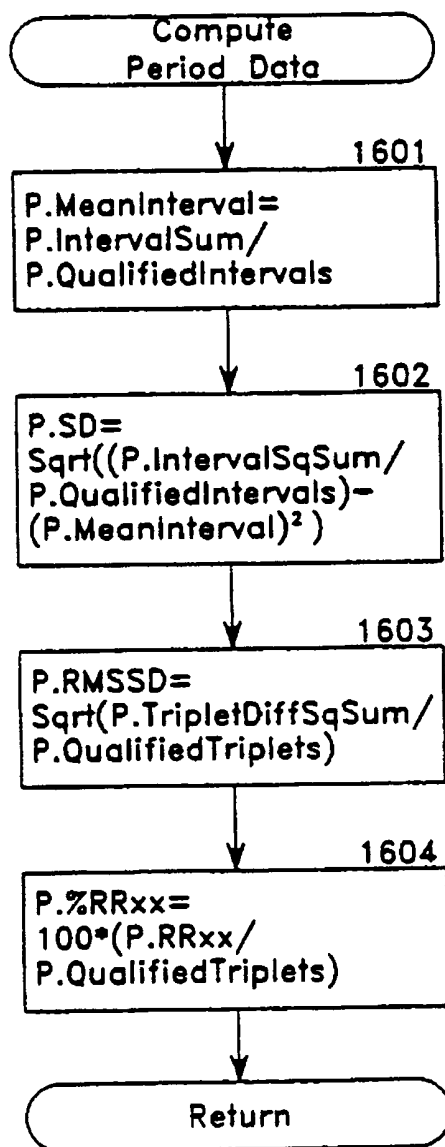 Compute
Period Data
1601
P.MeanInterval=
P.IntervalSum/
P.QualifiedIntervals
1602
P.SD=
Sqrt((P.IntervalSqSum/
P.QualifiedIntervals)-
(P.MeanInterval)²)
1603
P.RMSSD=
Sqrt(P.TripletDiffSqSum/
P.QualifiedTriplets)
1604
P.%RRxx=
100*(P.RRxx/
P.QualifiedTriplets)
Return